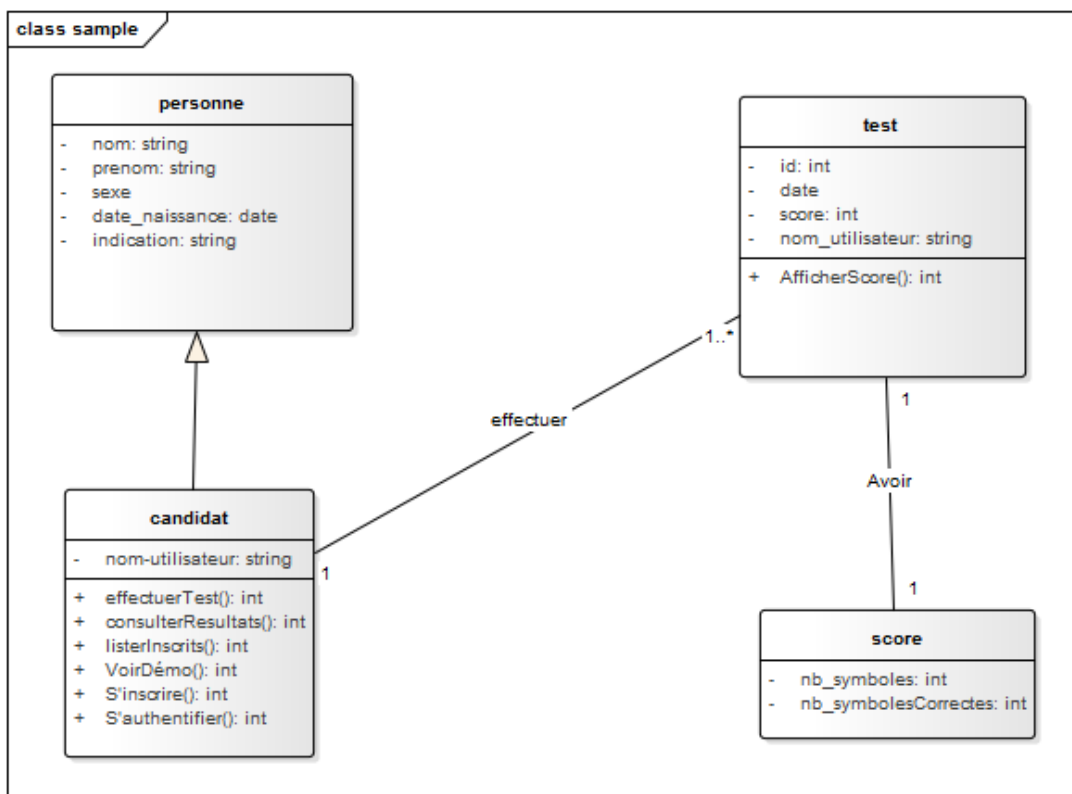 class sample
personne
- nom: string
- prenom: string
- sexe
- date_naissance: date
- indication: string
test
- id: int
- date
- score: int
- nom_utilisateur: string
+ AfficherScore(): int
1..*
1
effectuer
Avoir
candidat
- nom-utilisateur: string
+ effectuerTest(): int
+ consulterResultats(): int
+ listerInscrits(): int
+ VoirDémo(): int
+ S'inscrire(): int
+ S'authentifier(): int
1
1
score
- nb_symboles: int
- nb_symbolesCorrectes: int